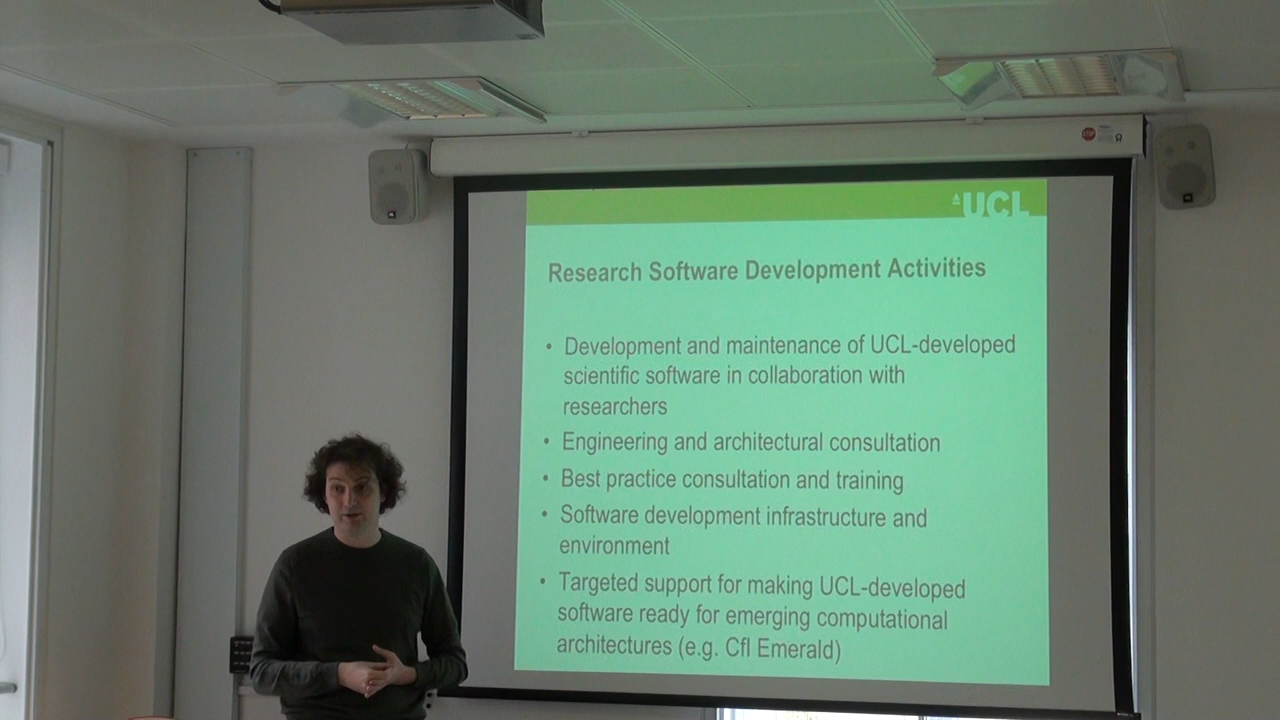 UCL
Research Software Development Activities
• Development and maintenance of UCL-developed
scientific software in collaboration with
researchers
• Engineering and architectural consultation
• Best practice consultation and training
• Software development infrastructure and
environment
• Targeted support for making UCL-developed
software ready for emerging computational
architectures (e.g. CfI Emerald)